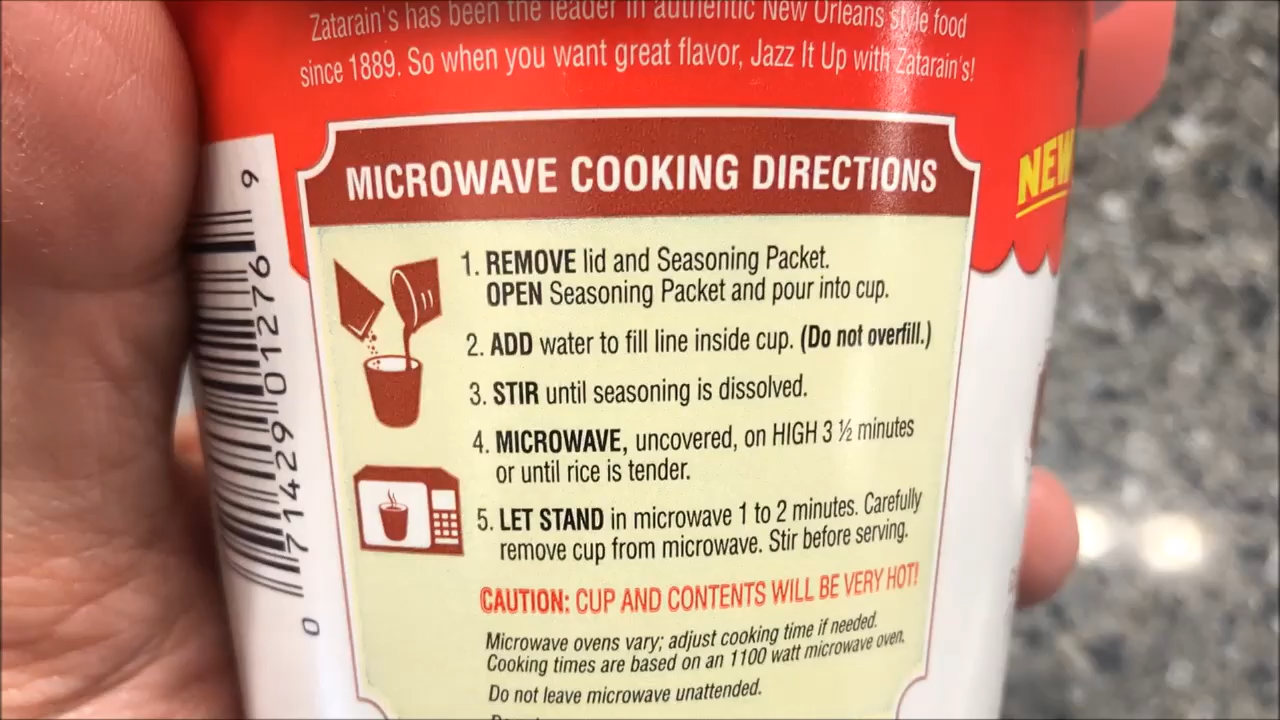 Zatarain's has been the leader in authentic New Orleans style food
since 1889. So when you want great flavor, Jazz It Up with Zatarain's!
MICROWAVE COOKING DIRECTIONS
NEW
1. REMOVE lid and Seasoning Packet.
OPEN Seasoning Packet and pour into cup.
2. ADD water to fill line inside cup. (Do not overfill.)
3. STIR until seasoning is dissolved.
4. MICROWAVE, uncovered, on HIGH 3 ½ minutes
or until rice is tender.
5. LET STAND in microwave 1 to 2 minutes. Carefully
remove cup from microwave. Stir before serving.
CAUTION: CUP AND CONTENTS WILL BE VERY HOT!
Microwave ovens vary; adjust cooking time if needed.
Cooking times are based on an 1100 watt microwave oven.
Do not leave microwave unattended.
0 71429 01276 9